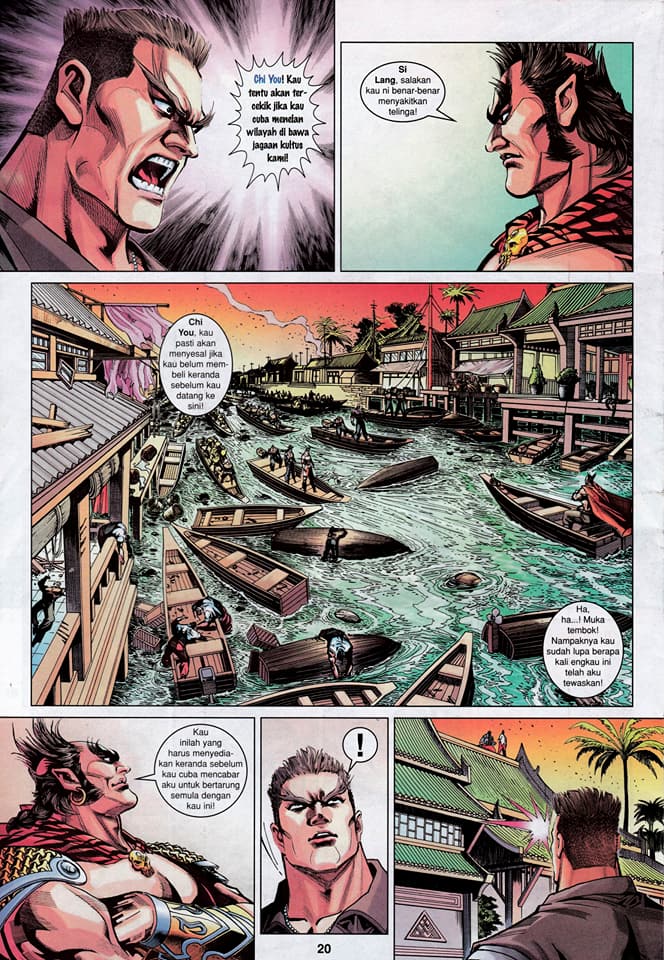 Chi You! Kau
tentu akan ter-
cekik jika kau
cuba menelan
wilayah di bawa
jagaan kultus
kami!
Si
Lang, salakan
kau ni benar-benar
menyakitkan
telinga!
Chi
You, kau
pasti akan
menyesal jika
kau belum mem-
beli keranda
sebelum kau
datang ke
sini!
Ha,
ha...! Muka
tembok!
Nampaknya kau
sudah lupa berapa
kali engkau ini
telah aku
tewaskan!
Kau
inilah yang
harus menyedia-
kan keranda sebelum
kau cuba mencabar
aku untuk bertarung
semula dengan
kau ini!
!
20